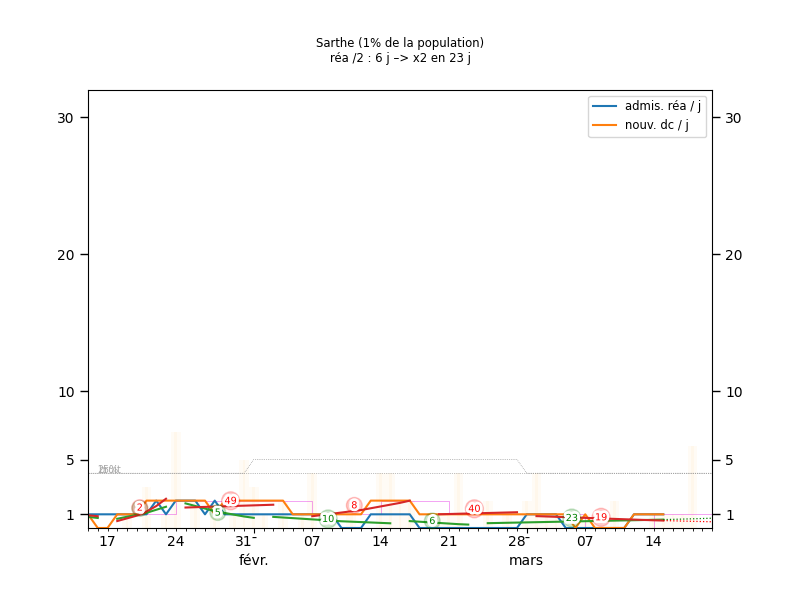 Sarthe (1% de la population)
réa /2 : 6 j –> x2 en 23 j
admis. réa / j
nouv. dc / j
30 30
20 20
10 10
5 5
1 1
2 5 49 10 8 6 40 23 19
17 24 31 07 14 21 28 07 14
févr. mars